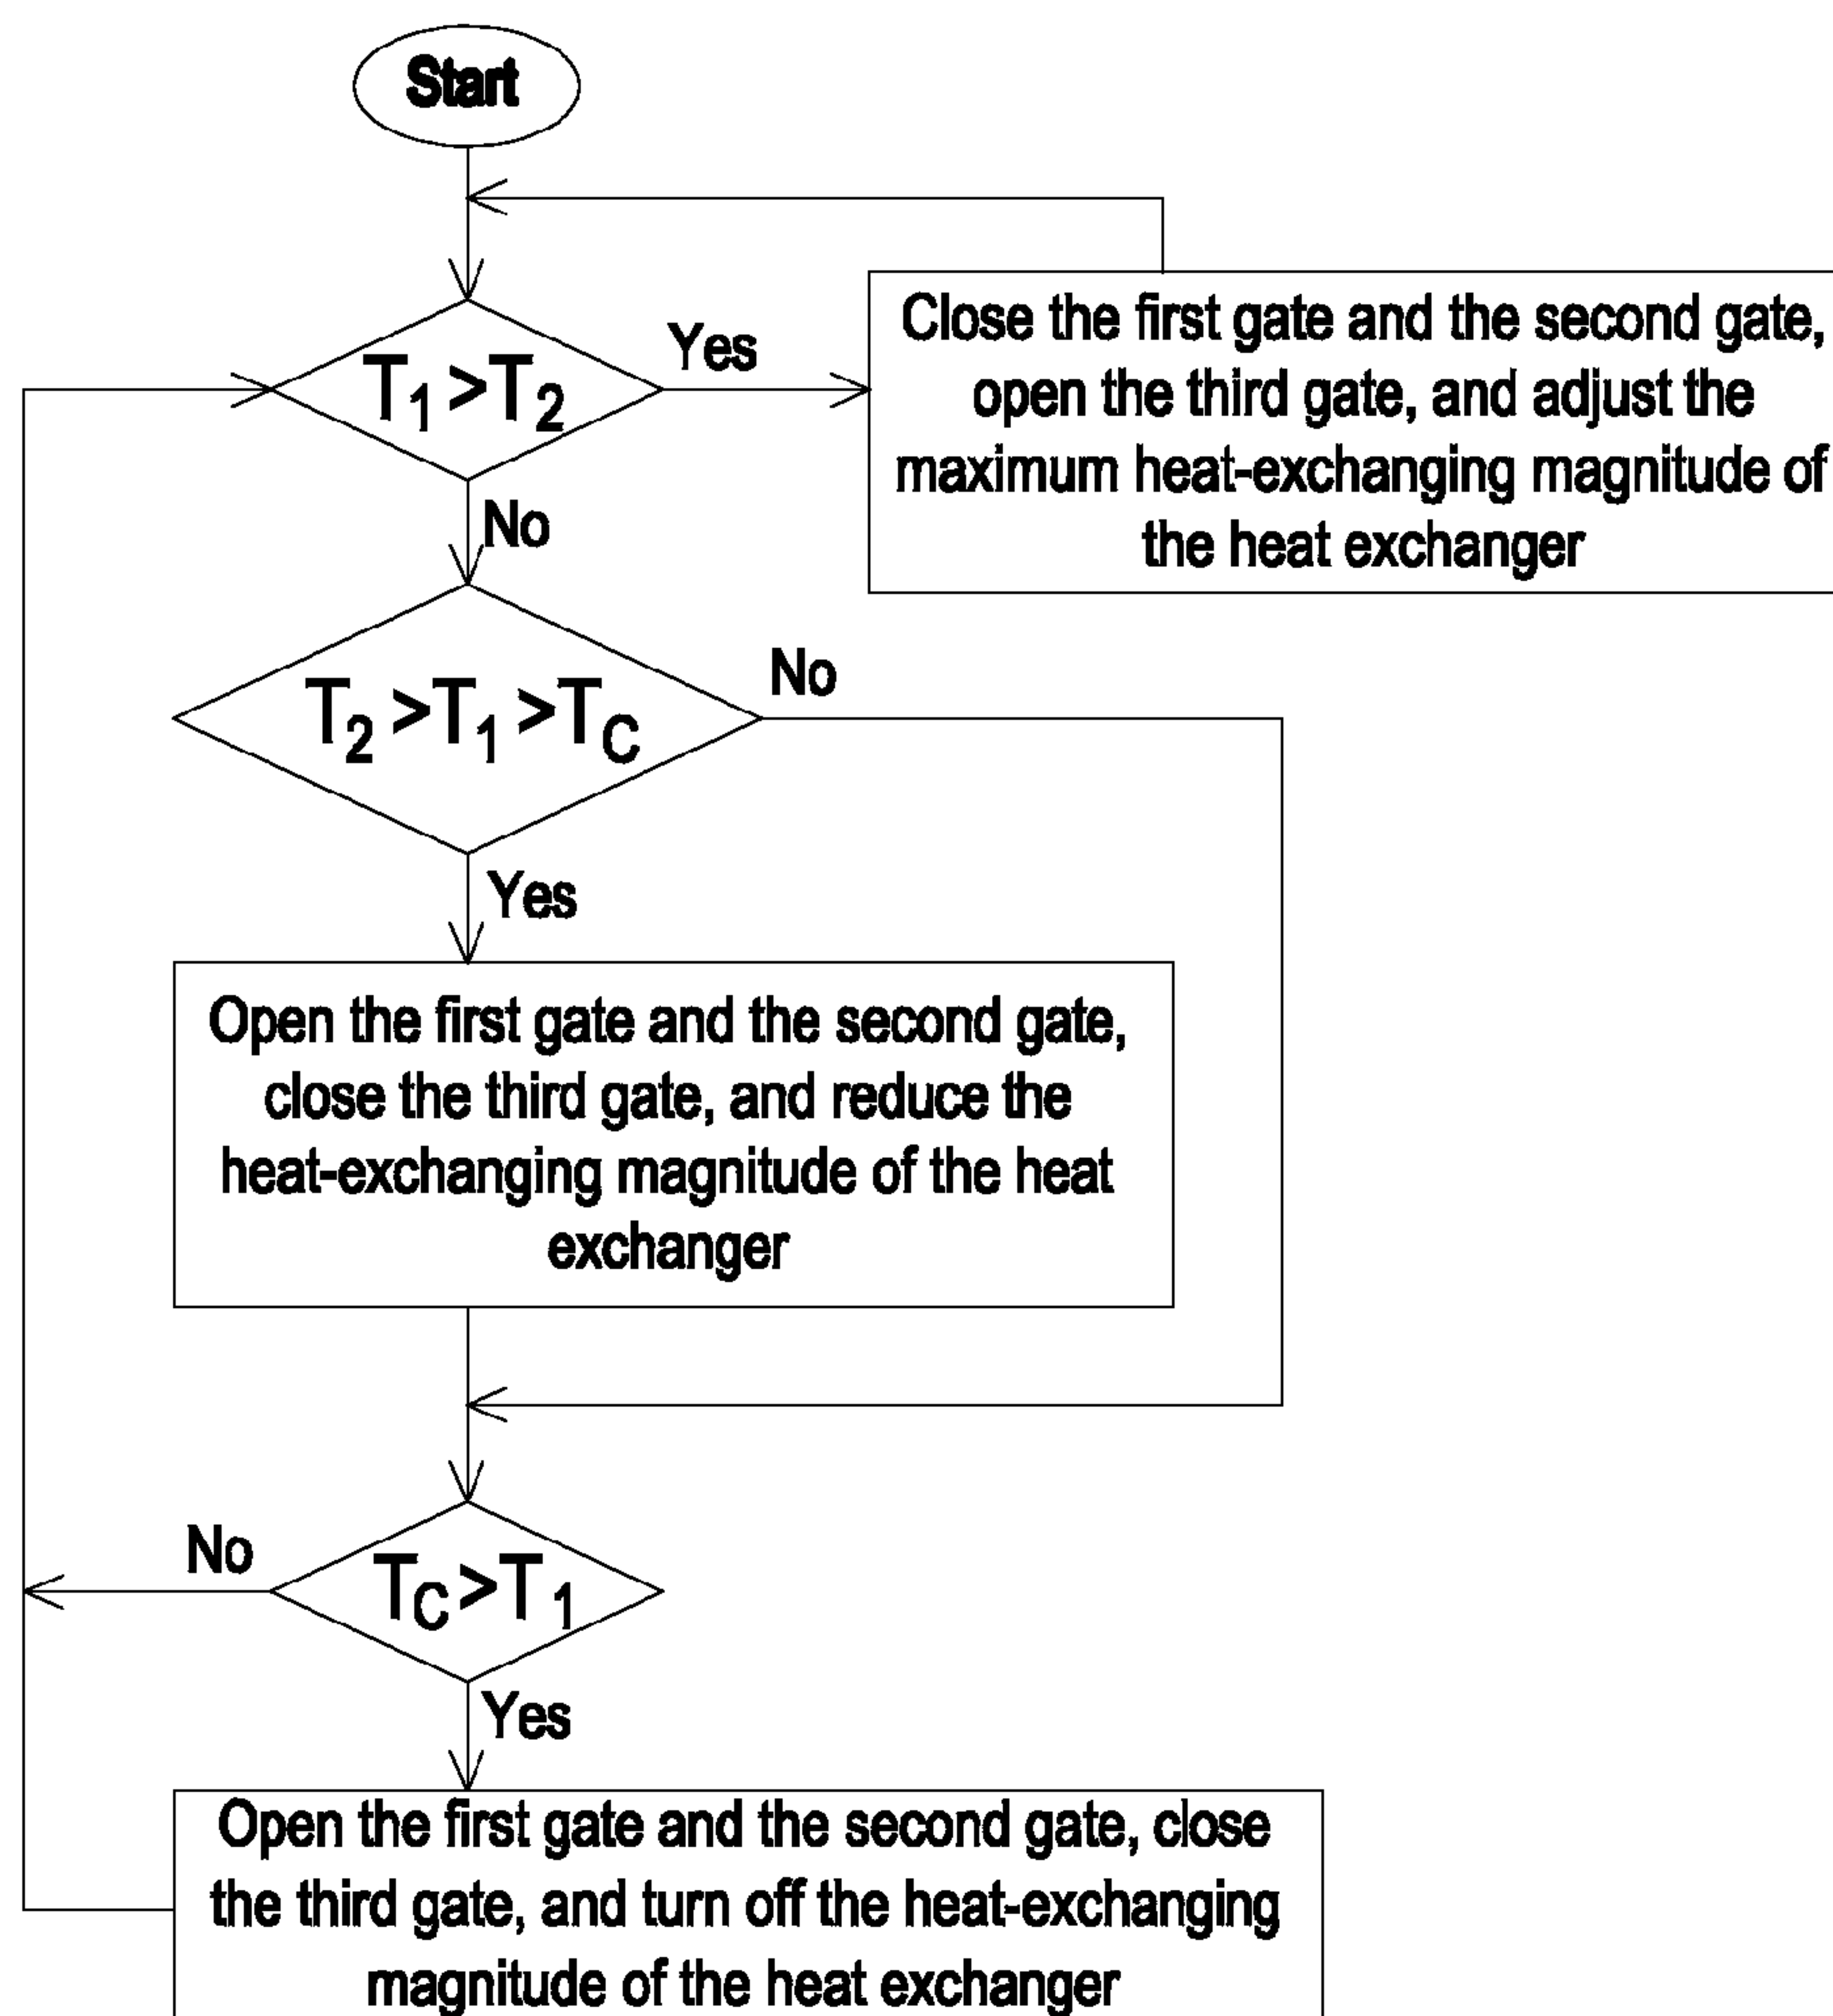 Start
T₁>T₂
Yes
Close the first gate and the second gate,
open the third gate, and adjust the
maximum heat-exchanging magnitude of
the heat exchanger
No
T₂>T₁>T_C
No
Yes
Open the first gate and the second gate,
close the third gate, and reduce the
heat-exchanging magnitude of the heat
exchanger
No
T_C>T₁
Yes
Open the first gate and the second gate, close
the third gate, and turn off the heat-exchanging
magnitude of the heat exchanger